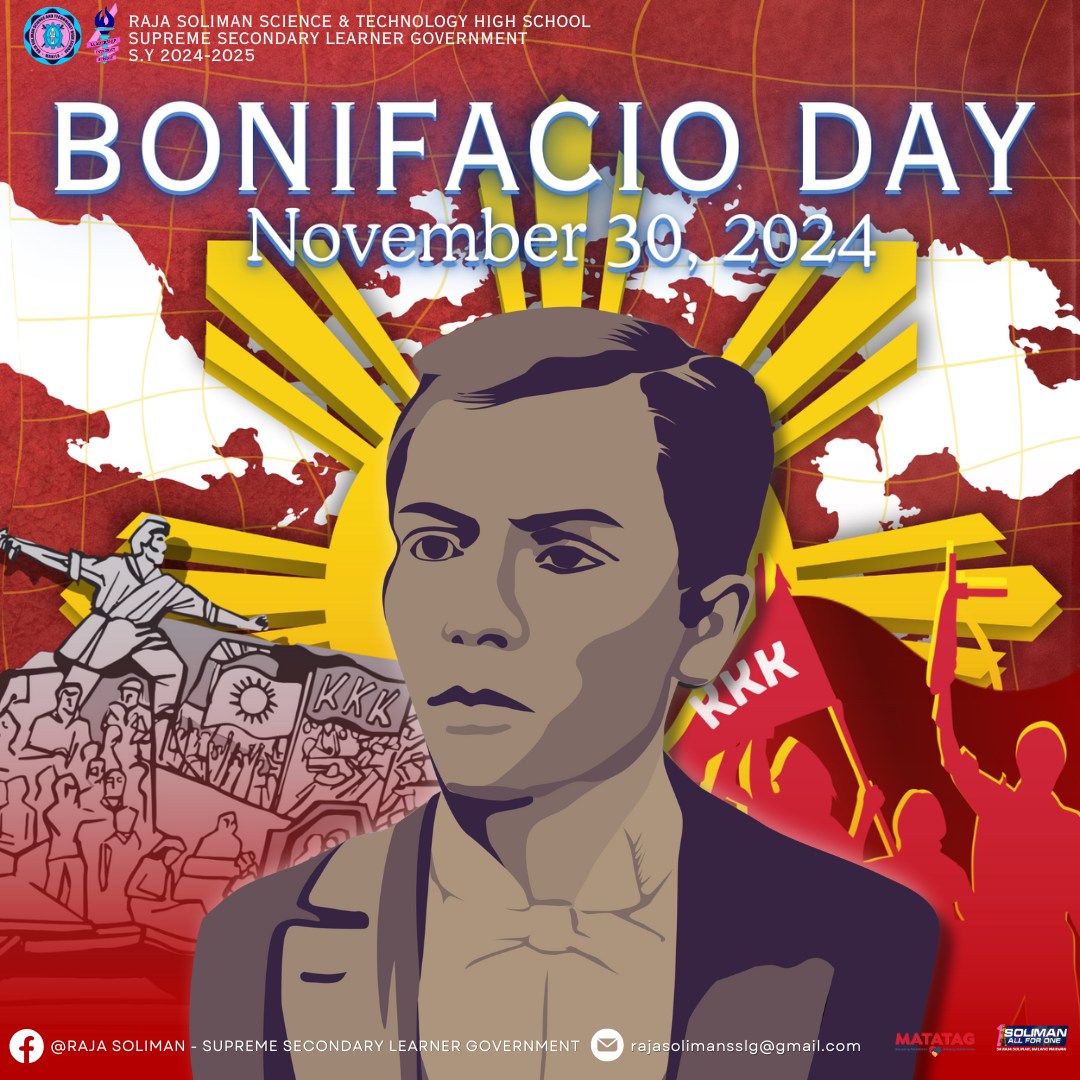 RAJA SOLIMAN SCIENCE & TECHNOLOGY HIGH SCHOOL
SUPREME SECONDARY LEARNER GOVERNMENT
S.Y 2024-2025
BONIFACIO DAY
November 30, 2024
KKK
KKK
@RAJA SOLIMAN - SUPREME SECONDARY LEARNER GOVERNMENT
rajasolimansslg@gmail.com
MATATAG
SOLIMAN
ALL FOR ONE